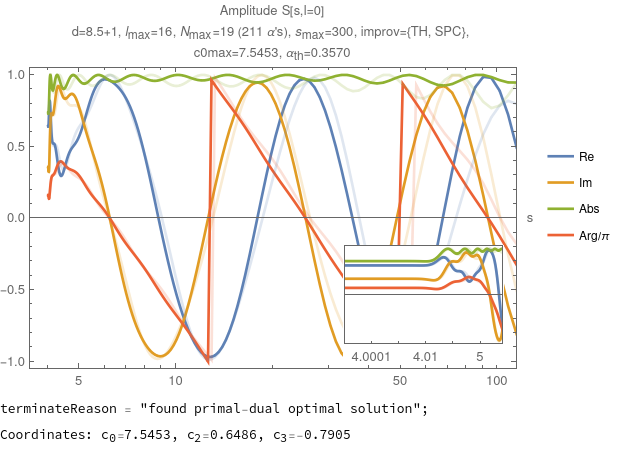 Amplitude S[s,l=0]
d=8.5+1, lmax=16, Nmax=19 (211 α's), smax=300, improv={TH, SPC},
c0max=7.5453, αth=0.3570
1.0
0.5
0.0
-0.5
-1.0
5
10
50
100
s
4.0001
4.01
5
Re
Im
Abs
Arg/π
terminateReason = "found primal-dual optimal solution";
Coordinates: c0=7.5453, c2=0.6486, c3=-0.7905